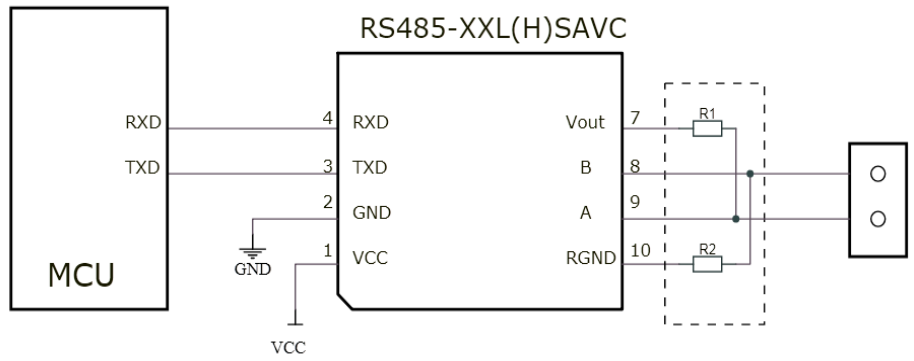 RS485-XXL(H)SAVC
RXD 4 RXD Vout 7 R1
TXD 3 TXD B 8
2 GND A 9
GND 1 VCC RGND 10 R2
MCU
VCC